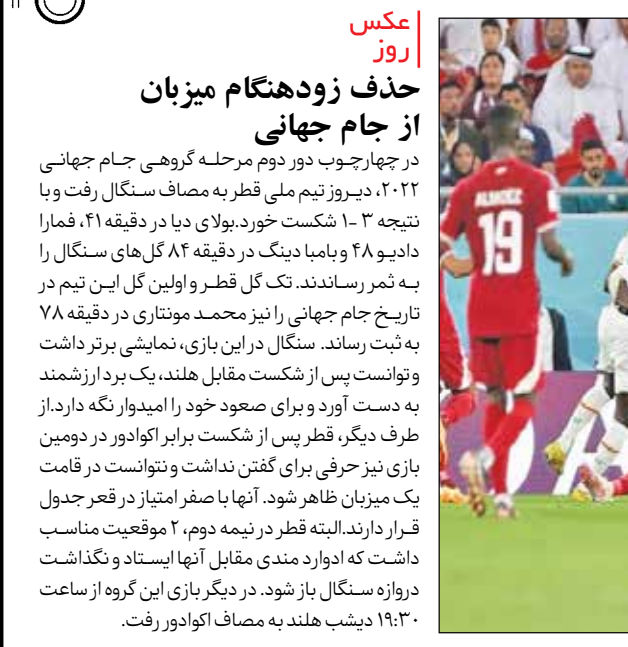 ۱۲
عکس
روز
حذف زودهنگام میزبان
از جام جهانی
در چهارچوب دور دوم مرحله گروهی جام جهانی
۲۰۲۲، دیروز تیم ملی قطر به مصاف سنگال رفت و با
نتیجه ۳ -۱ شکست خورد.بولای دیا در دقیقه ۴۱، فمارا
دادیو ۴۸ و بامبا دینگ در دقیقه ۸۴ گل‌های سنگال را
به ثمر رساندند. تک گل قطر و اولین گل این تیم در
تاریخ جام جهانی را نیز محمد مونتاری در دقیقه ۷۸
به ثبت رساند. سنگال در این بازی، نمایشی برتر داشت
و توانست پس از شکست مقابل هلند، یک برد ارزشمند
به دست آورد و برای صعود خود را امیدوار نگه دارد.از
طرف دیگر، قطر پس از شکست برابر اکوادور در دومین
بازی نیز حرفی برای گفتن نداشت و نتوانست در قامت
یک میزبان ظاهر شود. آنها با صفر امتیاز در قعر جدول
قرار دارند.البته قطر در نیمه دوم، ۲ موقعیت مناسب
داشت که ادوارد مندی مقابل آنها ایستاد و نگذاشت
دروازه سنگال باز شود. در دیگر بازی این گروه از ساعت
۱۹:۳۰ دیشب هلند به مصاف اکوادور رفت.
19